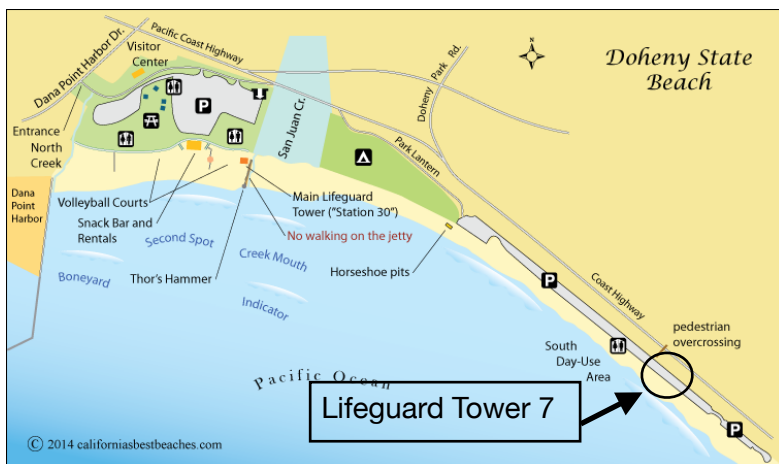 Doheny State
Beach
Dana Point Harbor Dr.
Pacific Coast Highway
Visitor
Center
P
San Juan Cr.
Doheny Park Rd.
Park Lantern
Entrance
North
Creek
Dana
Point
Harbor
Volleyball Courts
Snack Bar and
Rentals
Main Lifeguard
Tower ("Station 30")
No walking on the jetty
Second Spot
Creek Mouth
Thor's Hammer
Horseshoe pits
Boneyard
Indicator
P
Coast Highway
pedestrian
overcrossing
South
Day-Use
Area
Pacific Ocean
Lifeguard Tower 7
P
© 2014 californiasbestbeaches.com